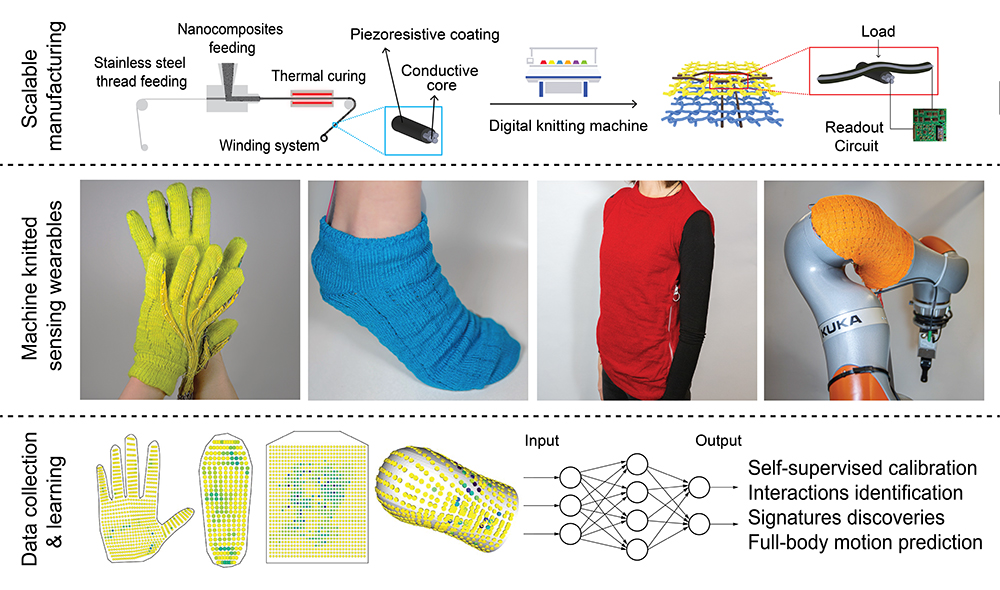 Scalable
manufacturing
Nanocomposites
feeding
Stainless steel
thread feeding
Thermal curing
Winding system
Piezoresistive coating
Conductive
core
Digital knitting machine
Load
Readout
Circuit
Machine knitted
sensing wearables
KUKA
Data collection
& learning
Input
Output
Self-supervised calibration
Interactions identification
Signatures discoveries
Full-body motion prediction